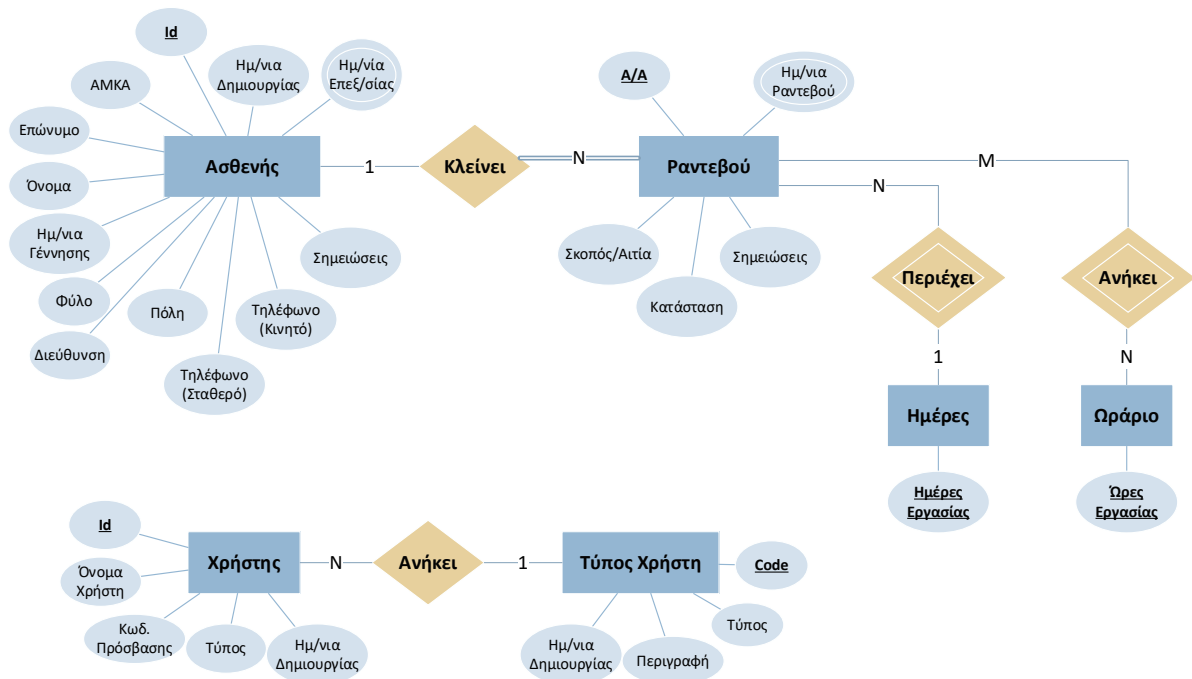 Id
Ημ/νια
Δημιουργίας
Ημ/νία
Επεξ/σίας
ΑΜΚΑ
Επώνυμο
Όνομα
Ημ/νια
Γέννησης
Φύλο
Διεύθυνση
Πόλη
Τηλέφωνο
(Σταθερό)
Τηλέφωνο
(Κινητό)
Σημειώσεις
Ασθενής
1
Κλείνει
N
Ραντεβού
Α/Α
Ημ/νια
Ραντεβού
Σκοπός/Αιτία
Κατάσταση
Σημειώσεις
M
N
Περιέχει
Ανήκει
1
N
Ημέρες
Ωράριο
Ημέρες
Εργασίας
Ώρες
Εργασίας
Id
Όνομα
Χρήστη
Κωδ.
Πρόσβασης
Τύπος
Ημ/νια
Δημιουργίας
Χρήστης
N
Ανήκει
1
Τύπος Χρήστη
Code
Τύπος
Περιγραφή
Ημ/νια
Δημιουργίας